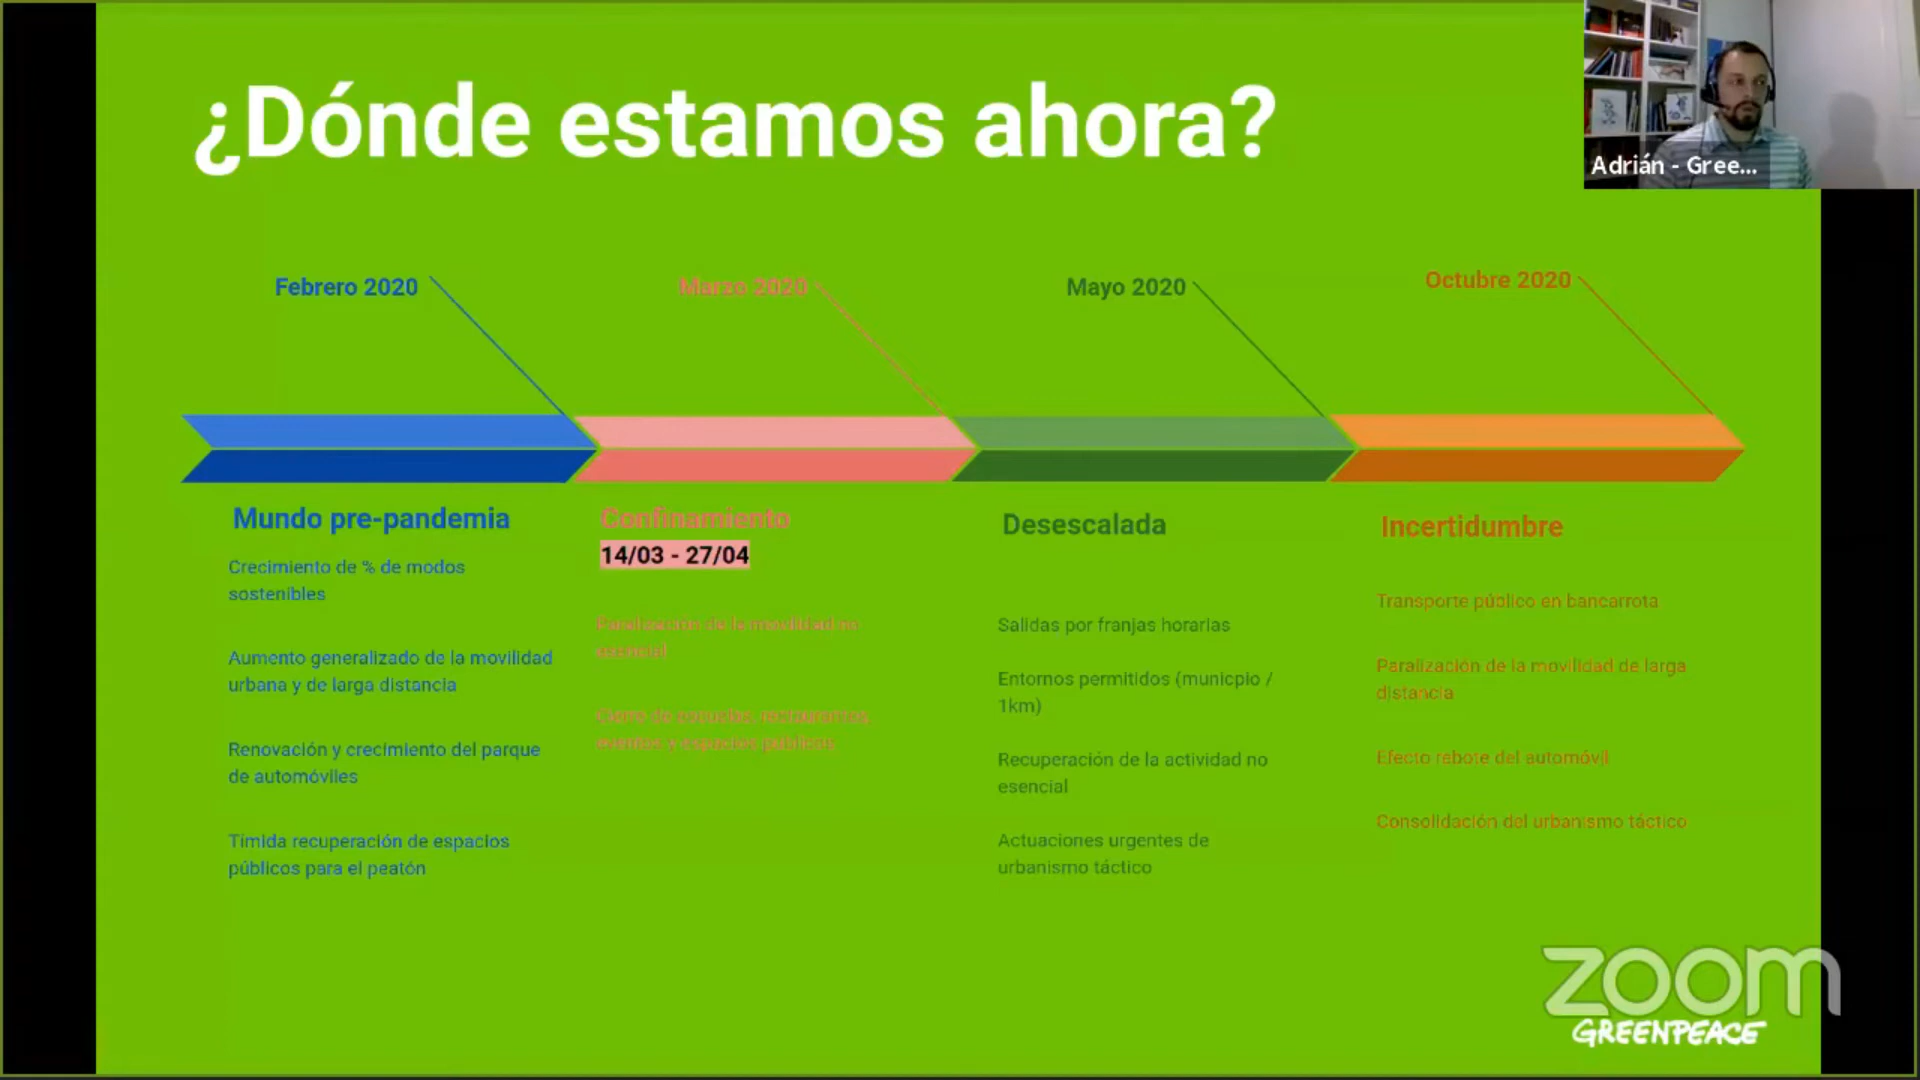 ¿Dónde estamos ahora?
Adrián - Gree...
Febrero 2020
Marzo 2020
Mayo 2020
Octubre 2020
Mundo pre-pandemia
Crecimiento de % de modos
sostenibles
Aumento generalizado de la movilidad
urbana y de larga distancia
Renovación y crecimiento del parque
de automóviles
Tímida recuperación de espacios
públicos para el peatón
Confinamiento
14/03 - 27/04
Paralización de la movilidad no
esencial
Cierre de escuelas, restaurantes,
eventos y espacios públicos
Desescalada
Salidas por franjas horarias
Entornos permitidos (municpio /
1km)
Recuperación de la actividad no
esencial
Actuaciones urgentes de
urbanismo táctico
Incertidumbre
Transporte público en bancarrota
Paralización de la movilidad de larga
distancia
Efecto rebote del automóvil
Consolidación del urbanismo táctico
zoom
GREENPEACE